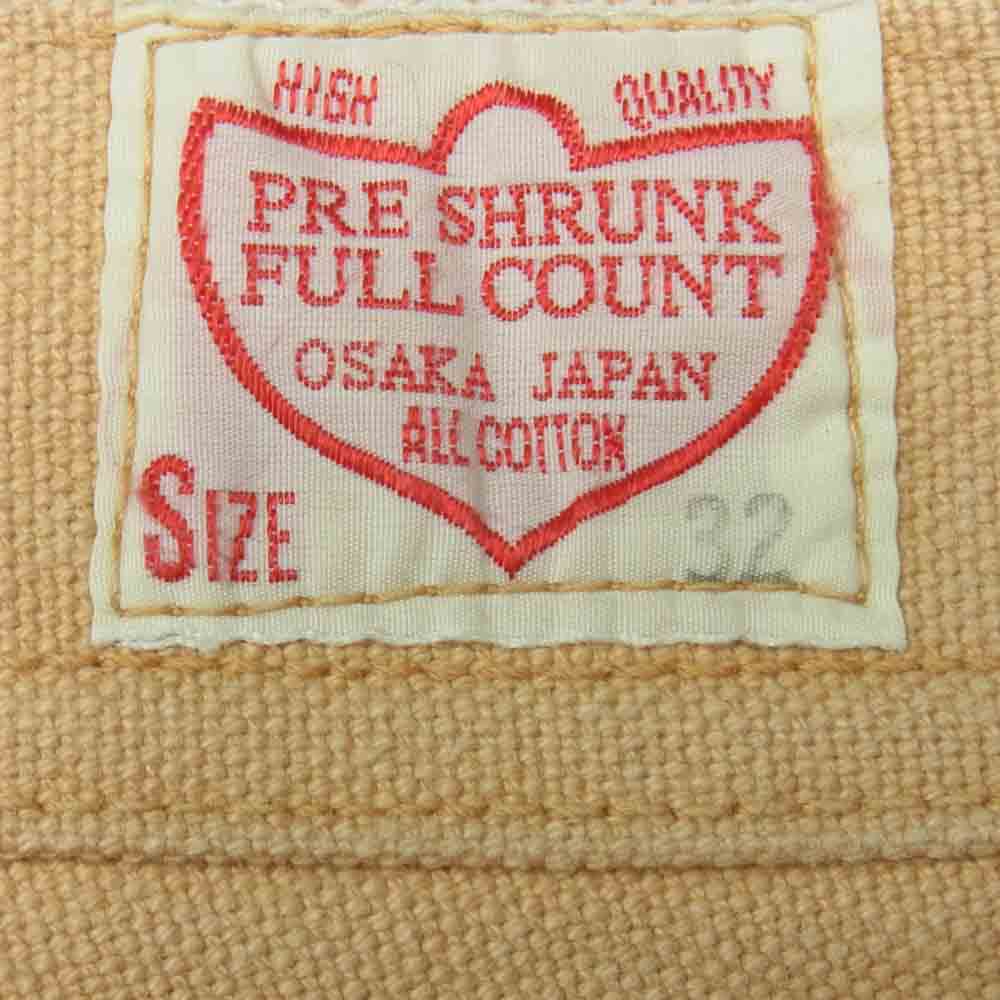 HIGH QUALITY
PRE SHRUNK
FULL COUNT
OSAKA JAPAN
ALL COTTON
SIZE 32